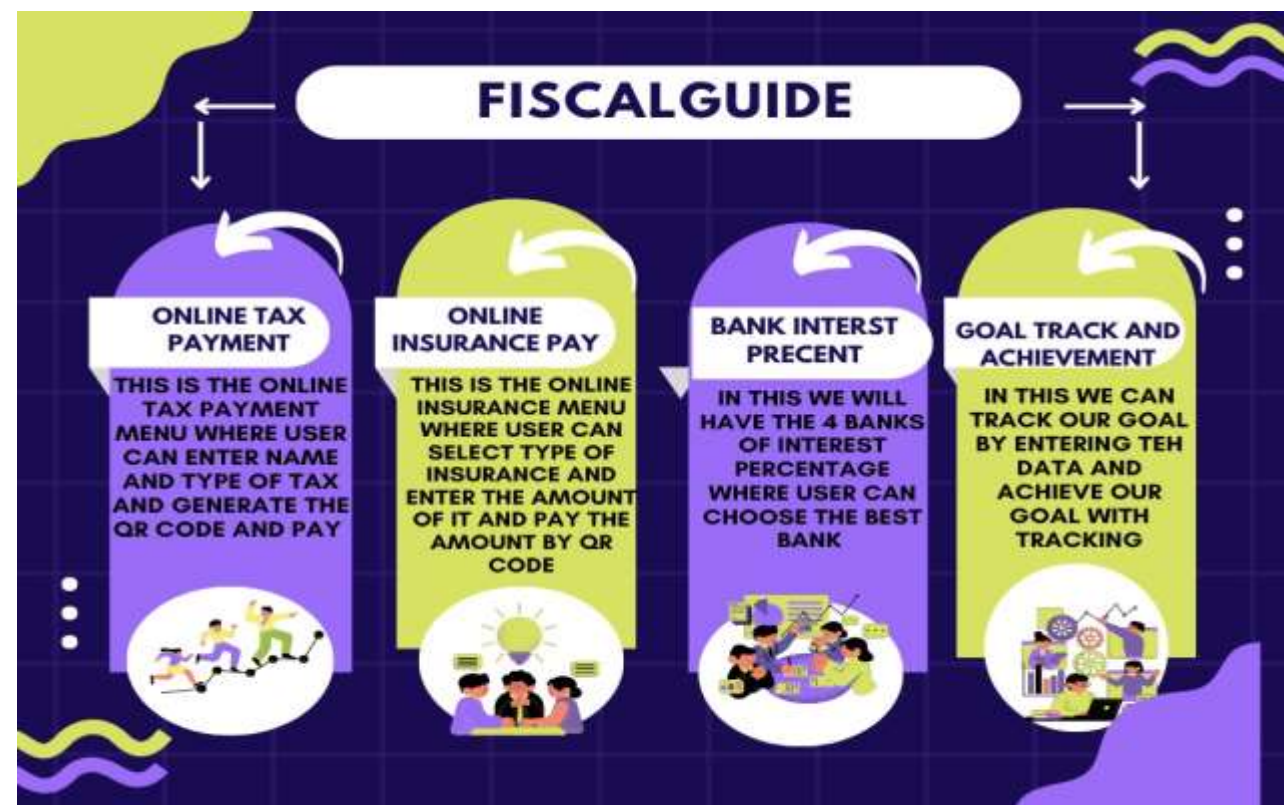 FISCALGUIDE
ONLINE TAX
PAYMENT
THIS IS THE ONLINE
TAX PAYMENT
MENU WHERE USER
CAN ENTER NAME
AND TYPE OF TAX
AND GENERATE THE
QR CODE AND PAY
ONLINE
INSURANCE PAY
THIS IS THE ONLINE
INSURANCE MENU
WHERE USER CAN
SELECT TYPE OF
INSURANCE AND
ENTER THE AMOUNT
OF IT AND PAY THE
AMOUNT BY QR
CODE
BANK INTERST
PRECENT
IN THIS WE WILL
HAVE THE 4 BANKS
OF INTEREST
PERCENTAGE
WHERE USER CAN
CHOOSE THE BEST
BANK
GOAL TRACK AND
ACHIEVEMENT
IN THIS WE CAN
TRACK OUR GOAL
BY ENTERING TEH
DATA AND
ACHIEVE OUR
GOAL WITH
TRACKING